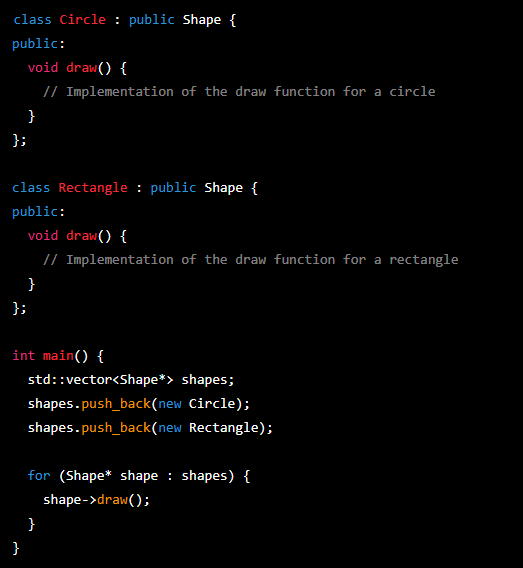 class Circle : public Shape {
public:
  void draw() {
    // Implementation of the draw function for a circle
  }
};

class Rectangle : public Shape {
public:
  void draw() {
    // Implementation of the draw function for a rectangle
  }
};

int main() {
  std::vector<Shape*> shapes;
  shapes.push_back(new Circle);
  shapes.push_back(new Rectangle);

  for (Shape* shape : shapes) {
    shape->draw();
  }
}